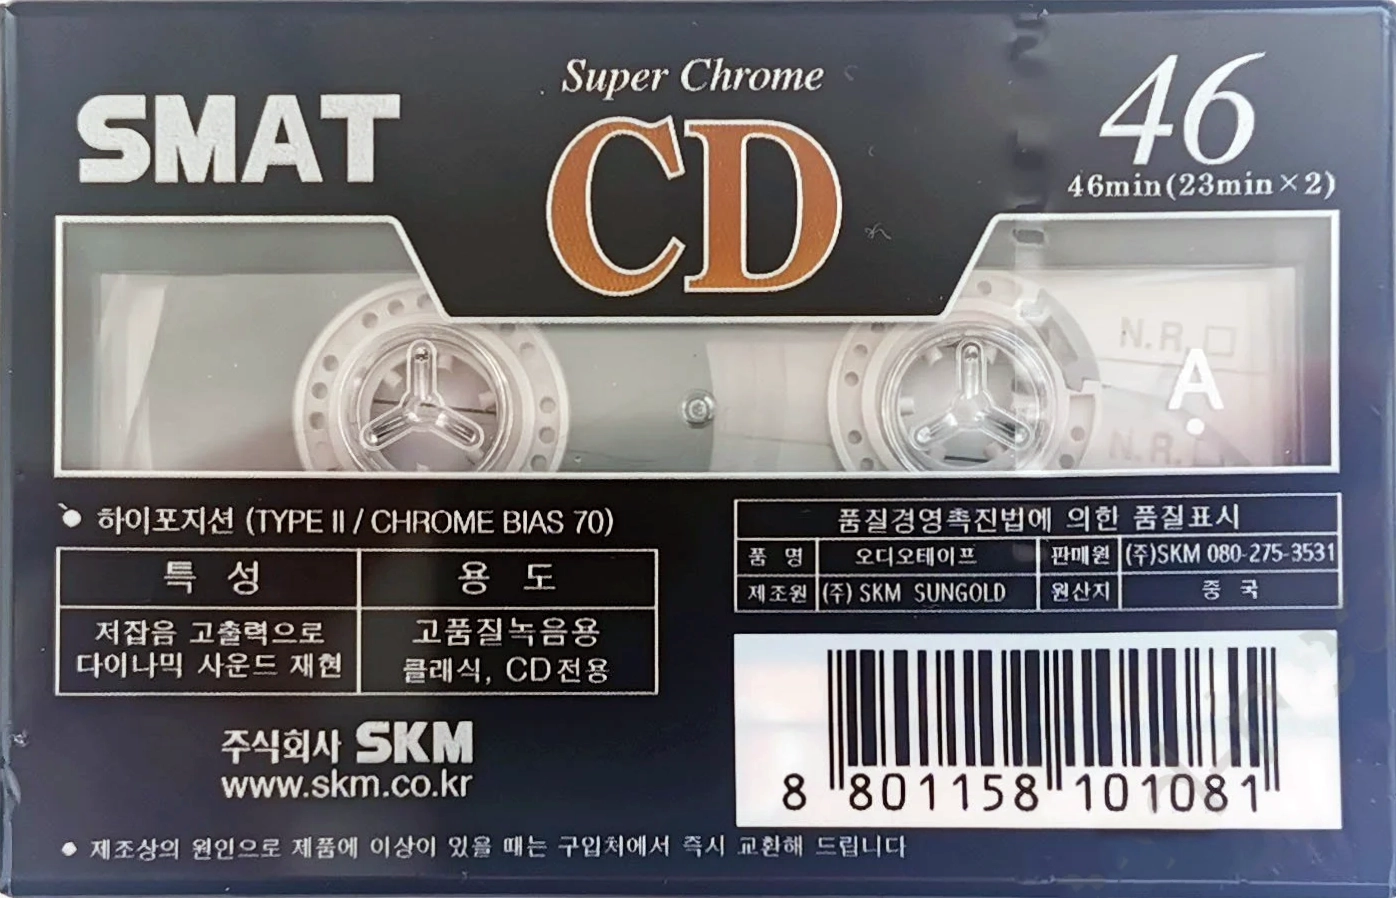 Super Chrome
SMAT
CD
46
46min(23min×2)
N.R.
A
N.R.
하이포지션 (TYPE II / CHROME BIAS 70)
특 성 용 도
저잡음 고출력으로
다이나믹 사운드 재현
고품질녹음용
클래식, CD전용
주식회사 SKM
www.skm.co.kr
품질경영촉진법에 의한 품질표시
품 명 오디오테이프 판매원 (주)SKM 080-275-3531
제조원 (주) SKM SUNGOLD 원산지 중 국
8 801158 101081
제조상의 원인으로 제품에 이상이 있을 때는 구입처에서 즉시 교환해 드립니다